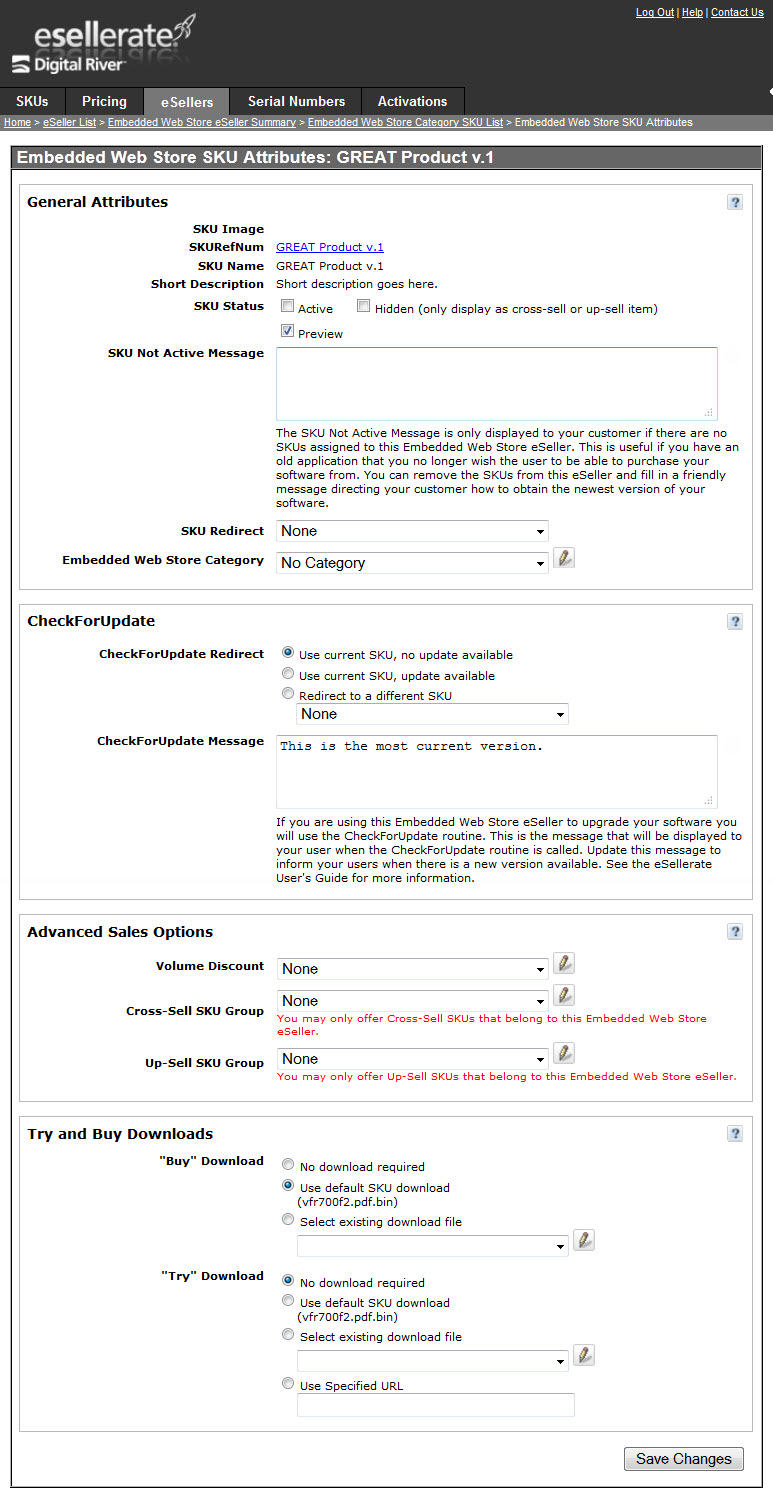 Log Out | Help | Contact Us
esellerate.
Digital River
SKUs Pricing eSellers Serial Numbers Activations
Home > eSeller List > Embedded Web Store eSeller Summary > Embedded Web Store Category SKU List > Embedded Web Store SKU Attributes
Embedded Web Store SKU Attributes: GREAT Product v.1
General Attributes ?
SKU Image
SKURefNum GREAT Product v.1
SKU Name GREAT Product v.1
Short Description Short description goes here.
SKU Status Active Hidden (only display as cross-sell or up-sell item)
Preview
SKU Not Active Message
The SKU Not Active Message is only displayed to your customer if there are no
SKUs assigned to this Embedded Web Store eSeller. This is useful if you have an
old application that you no longer wish the user to be able to purchase your
software from. You can remove the SKUs from this eSeller and fill in a friendly
message directing your customer how to obtain the newest version of your
software.
SKU Redirect None
Embedded Web Store Category No Category
CheckForUpdate ?
CheckForUpdate Redirect Use current SKU, no update available
Use current SKU, update available
Redirect to a different SKU
None
CheckForUpdate Message This is the most current version.
If you are using this Embedded Web Store eSeller to upgrade your software you
will use the CheckForUpdate routine. This is the message that will be displayed to
your user when the CheckForUpdate routine is called. Update this message to
inform your users when there is a new version available. See the eSellerate
User's Guide for more information.
Advanced Sales Options ?
Volume Discount None
Cross-Sell SKU Group None
You may only offer Cross-Sell SKUs that belong to this Embedded Web Store
eSeller.
Up-Sell SKU Group None
You may only offer Up-Sell SKUs that belong to this Embedded Web Store eSeller.
Try and Buy Downloads ?
"Buy" Download No download required
Use default SKU download
(vfr700f2.pdf.bin)
Select existing download file
"Try" Download No download required
Use default SKU download
(vfr700f2.pdf.bin)
Select existing download file
Use Specified URL
Save Changes